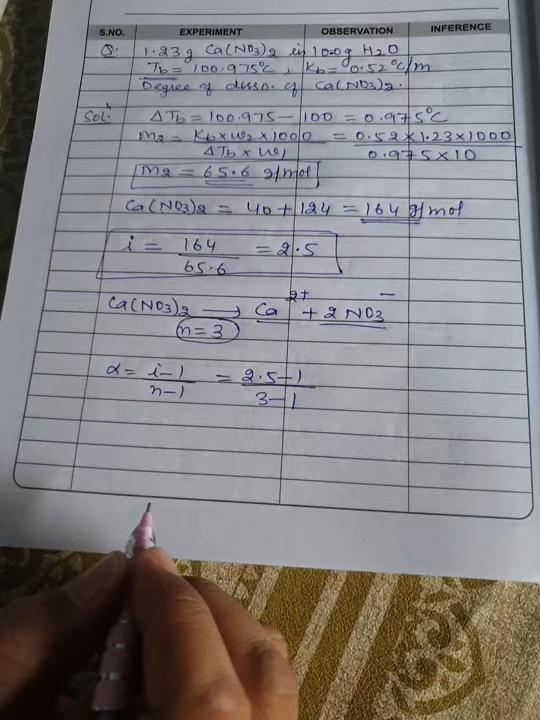 S.NO. EXPERIMENT OBSERVATION INFERENCE
Q. 1.23g Ca(NO3)2 in 10.0g H2O
Tb = 100.975°C, Kb = 0.52°C/m
Degree of disso. of Ca(NO3)2.
Solⁿ: ΔTb = 100.975 - 100 = 0.975°C
M2 = Kb × w2 × 1000 / ΔTb × w1 = 0.52 × 1.23 × 1000 / 0.975 × 10
M2 = 65.6 g/mol
Ca(NO3)2 = 40 + 124 = 164 g/mol
i = 164 / 65.6 = 2.5
Ca(NO3)2 → Ca²⁺ + 2 NO3⁻
n = 3
α = i - 1 / n - 1 = 2.5 - 1 / 3 - 1